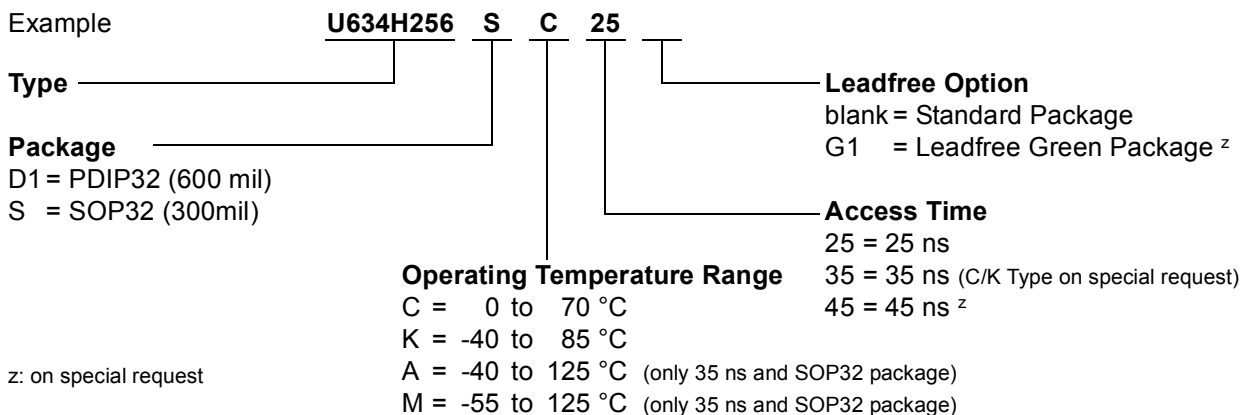 Example U634H256 S C 25
Type
Leadfree Option
blank = Standard Package
G1 = Leadfree Green Package z
Package
D1 = PDIP32 (600 mil)
S = SOP32 (300mil)
Access Time
25 = 25 ns
35 = 35 ns (C/K Type on special request)
45 = 45 ns z
Operating Temperature Range
C = 0 to 70 °C
K = -40 to 85 °C
A = -40 to 125 °C (only 35 ns and SOP32 package)
M = -55 to 125 °C (only 35 ns and SOP32 package)
z: on special request